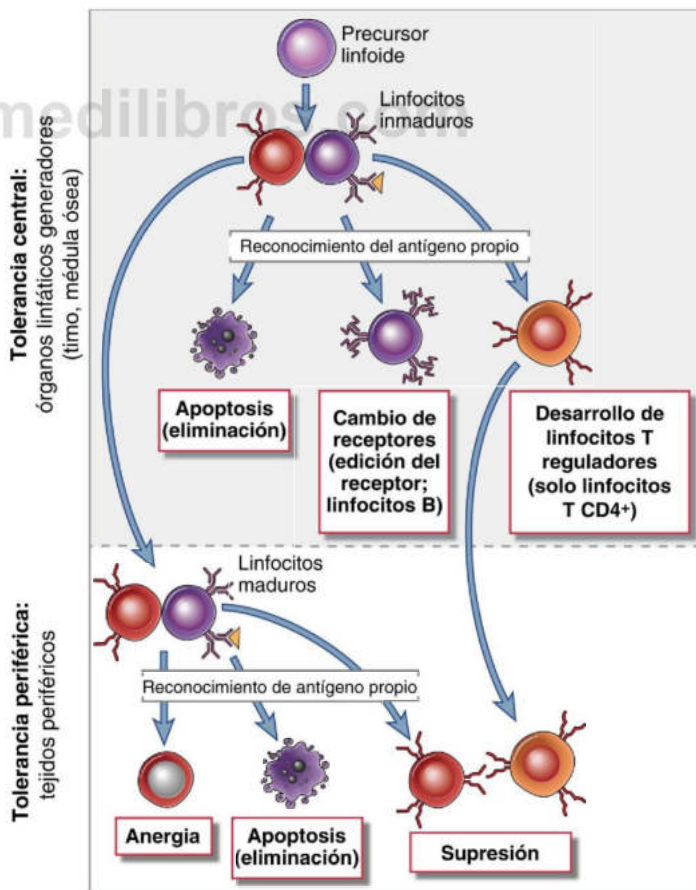 Precursor
linfoide
medilibros.com
Linfocitos
inmaduros
Tolerancia central:
órganos linfáticos generadores
(timo, médula ósea)
Reconocimiento del antígeno propio
Apoptosis
(eliminación)
Cambio de
receptores
(edición del
receptor;
linfocitos B)
Desarrollo de
linfocitos T
reguladores
(solo linfocitos
T CD4+)
Linfocitos
maduros
Tolerancia periférica:
tejidos periféricos
Reconocimiento de antígeno propio
Anergia
Apoptosis
(eliminación)
Supresión